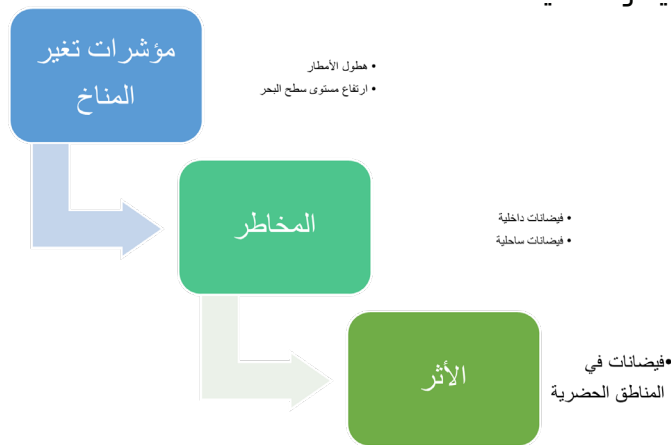 مؤشرات تغير
المناخ
• هطول الأمطار
• ارتفاع مستوى سطح البحر
المخاطر
• فيضانات داخلية
• فيضانات ساحلية
الأثر
•فيضانات في
المناطق الحضرية